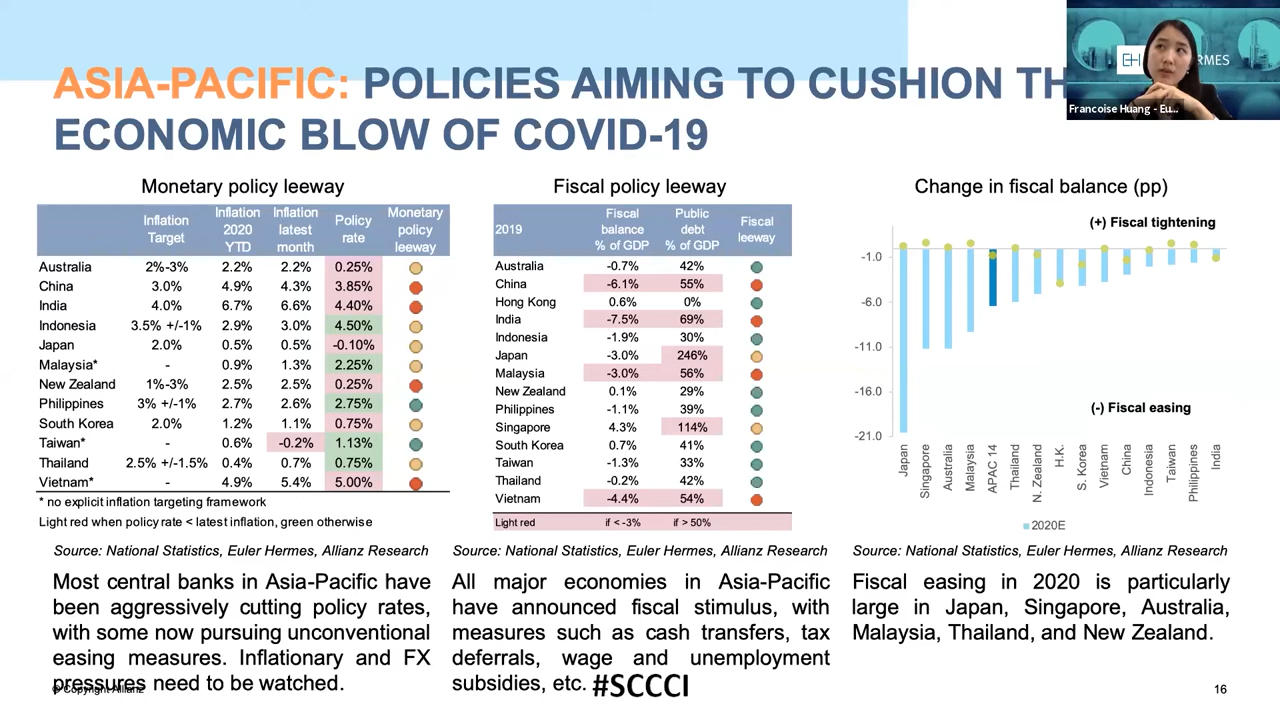 ASIA-PACIFIC: POLICIES AIMING TO CUSHION TH
ECONOMIC BLOW OF COVID-19
EH
RMES
Francoise Huang - Eu...
Monetary policy leeway
Inflation Target | Inflation 2020 YTD | Inflation latest month | Policy rate | Monetary policy leeway
Australia 2%-3% 2.2% 2.2% 0.25%
China 3.0% 4.9% 4.3% 3.85%
India 4.0% 6.7% 6.6% 4.40%
Indonesia 3.5% +/-1% 2.9% 3.0% 4.50%
Japan 2.0% 0.5% 0.5% -0.10%
Malaysia* - 0.9% 1.3% 2.25%
New Zealand 1%-3% 2.5% 2.5% 0.25%
Philippines 3% +/-1% 2.7% 2.6% 2.75%
South Korea 2.0% 1.2% 1.1% 0.75%
Taiwan* - 0.6% -0.2% 1.13%
Thailand 2.5% +/-1.5% 0.4% 0.7% 0.75%
Vietnam* - 4.9% 5.4% 5.00%
* no explicit inflation targeting framework
Light red when policy rate < latest inflation, green otherwise
Source: National Statistics, Euler Hermes, Allianz Research
Most central banks in Asia-Pacific have
been aggressively cutting policy rates,
with some now pursuing unconventional
easing measures. Inflationary and FX
pressures need to be watched.
Fiscal policy leeway
2019 | Fiscal balance % of GDP | Public debt % of GDP | Fiscal leeway
Australia -0.7% 42%
China -6.1% 55%
Hong Kong 0.6% 0%
India -7.5% 69%
Indonesia -1.9% 30%
Japan -3.0% 246%
Malaysia -3.0% 56%
New Zealand 0.1% 29%
Philippines -1.1% 39%
Singapore 4.3% 114%
South Korea 0.7% 41%
Taiwan -1.3% 33%
Thailand -0.2% 42%
Vietnam -4.4% 54%
Light red if < -3% if > 50%
Source: National Statistics, Euler Hermes, Allianz Research
All major economies in Asia-Pacific
have announced fiscal stimulus, with
measures such as cash transfers, tax
deferrals, wage and unemployment
subsidies, etc.
Change in fiscal balance (pp)
(+) Fiscal tightening
-1.0
-6.0
-11.0
-16.0
-21.0
(-) Fiscal easing
Japan
Singapore
Australia
Malaysia
APAC 14
Thailand
N. Zealand
H.K.
S. Korea
Vietnam
China
Indonesia
Taiwan
Philippines
India
2020E
Source: National Statistics, Euler Hermes, Allianz Research
Fiscal easing in 2020 is particularly
large in Japan, Singapore, Australia,
Malaysia, Thailand, and New Zealand.
© Copyright Allianz
#SCCCI
16